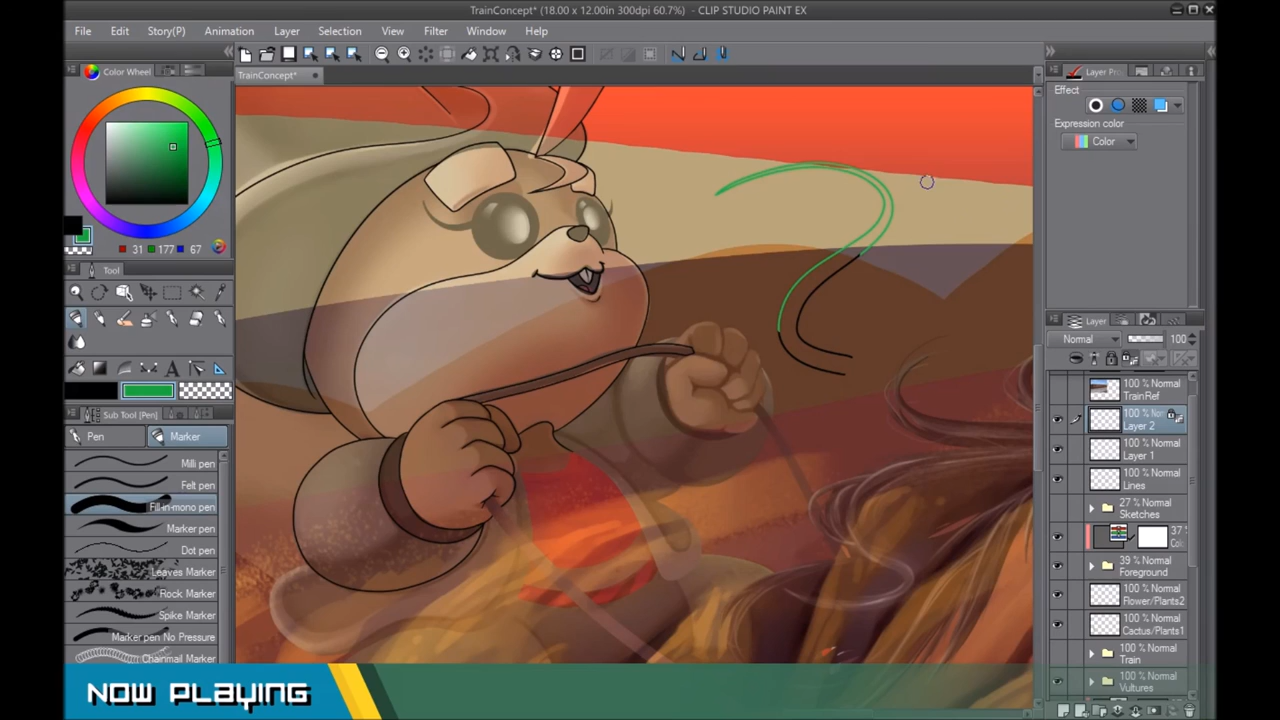 TrainConcept* (18.00 x 12.00in 300dpi 60.7%) - CLIP STUDIO PAINT EX
File Edit Story(P) Animation Layer Selection View Filter Window Help
Color Wheel
TrainConcept*
Layer Pr
Effect
Expression color
Color
31 177 67
Tool
Sub Tool [Pen]
Pen Marker
Milli pen
Felt pen
Fill-in-mono pen
Marker pen
Dot pen
Leaves Marker
Rock Marker
Spike Marker
Marker pen No Pressure
Chainmail Marker
Layer
Normal 100
100 % Normal
TrainRef
100 % Nor
Layer 2
100 % Normal
Layer 1
100 % Normal
Lines
27 % Normal
Sketches
37
39 % Normal
Foreground
100 % Normal
Flower/Plants2
100 % Normal
Cactus/Plants1
100 % Normal
Train
100 % Normal
Vultures
NOW PLAYING